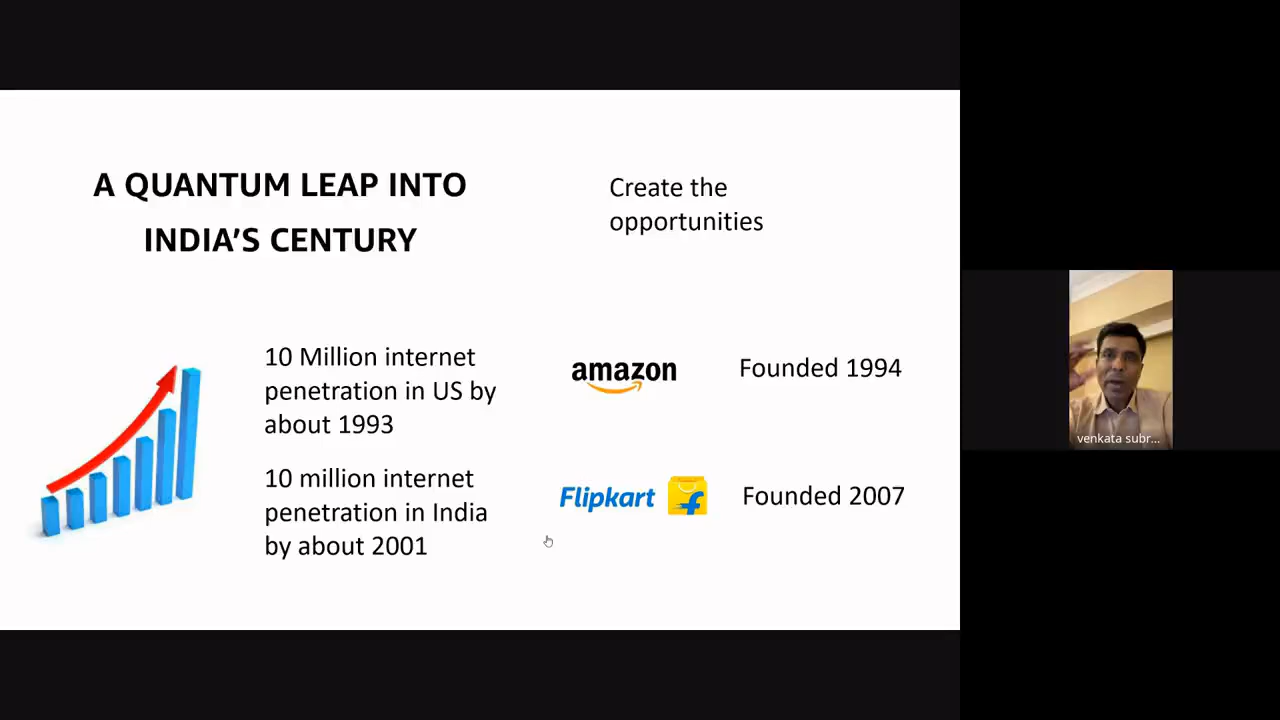 A QUANTUM LEAP INTO
INDIA’S CENTURY
Create the
opportunities
10 Million internet
penetration in US by
about 1993
amazon
Founded 1994
10 million internet
penetration in India
by about 2001
Flipkart
Founded 2007
venkata subr...